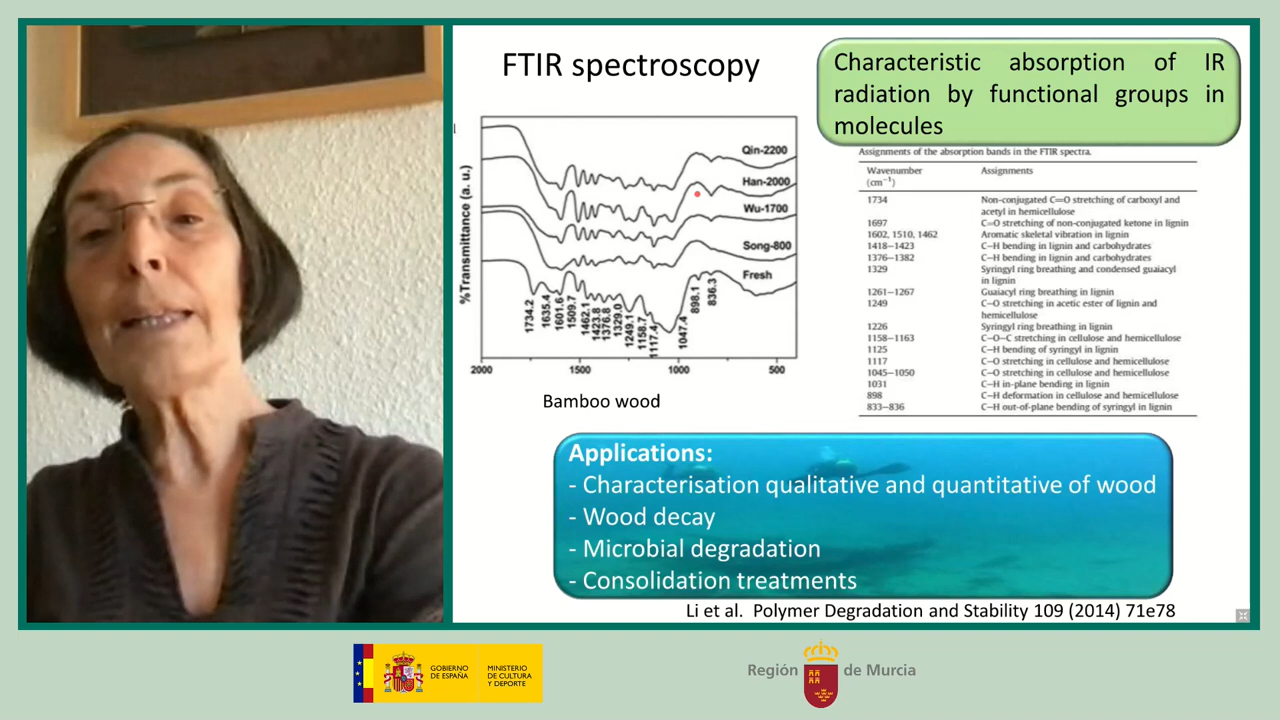 FTIR spectroscopy
Characteristic absorption of IR
radiation by functional groups in
molecules
%Transmittance (a. u.)
Qin-2200
Han-2000
Wu-1700
Song-800
Fresh
1734.2
1635.4
1601.6
1509.7
1462.1
1423.8
1376.8
1329.0
1249.1
1158.7
1117.4
1047.4
898.1
836.3
2000 1500 1000 500
Bamboo wood
Assignments of the absorption bands in the FTIR spectra.
Wavenumber Assignments
(cm⁻¹)
1734 Non-conjugated C=O stretching of carboxyl and
acetyl in hemicellulose
1697 C=O stretching of non-conjugated ketone in lignin
1602, 1510, 1462 Aromatic skeletal vibration in lignin
1418–1423 C–H bending in lignin and carbohydrates
1376–1382 C–H bending in lignin and carbohydrates
1329 Syringyl ring breathing and condensed guaiacyl
in lignin
1261–1267 Guaiacyl ring breathing in lignin
1249 C–O stretching in acetic ester of lignin and
hemicellulose
1226 Syringyl ring breathing in lignin
1158–1163 C–O–C stretching in cellulose and hemicellulose
1125 C–H bending of syringyl in lignin
1117 C–O stretching in cellulose and hemicellulose
1045–1050 C–O stretching in cellulose and hemicellulose
1031 C–H in-plane bending in lignin
898 C–H deformation in cellulose and hemicellulose
833–836 C–H out-of-plane bending of syringyl in lignin
Applications:
- Characterisation qualitative and quantitative of wood
- Wood decay
- Microbial degradation
- Consolidation treatments
Li et al. Polymer Degradation and Stability 109 (2014) 71e78
GOBIERNO
DE ESPAÑA
MINISTERIO
DE CULTURA
Y DEPORTE
Región de Murcia